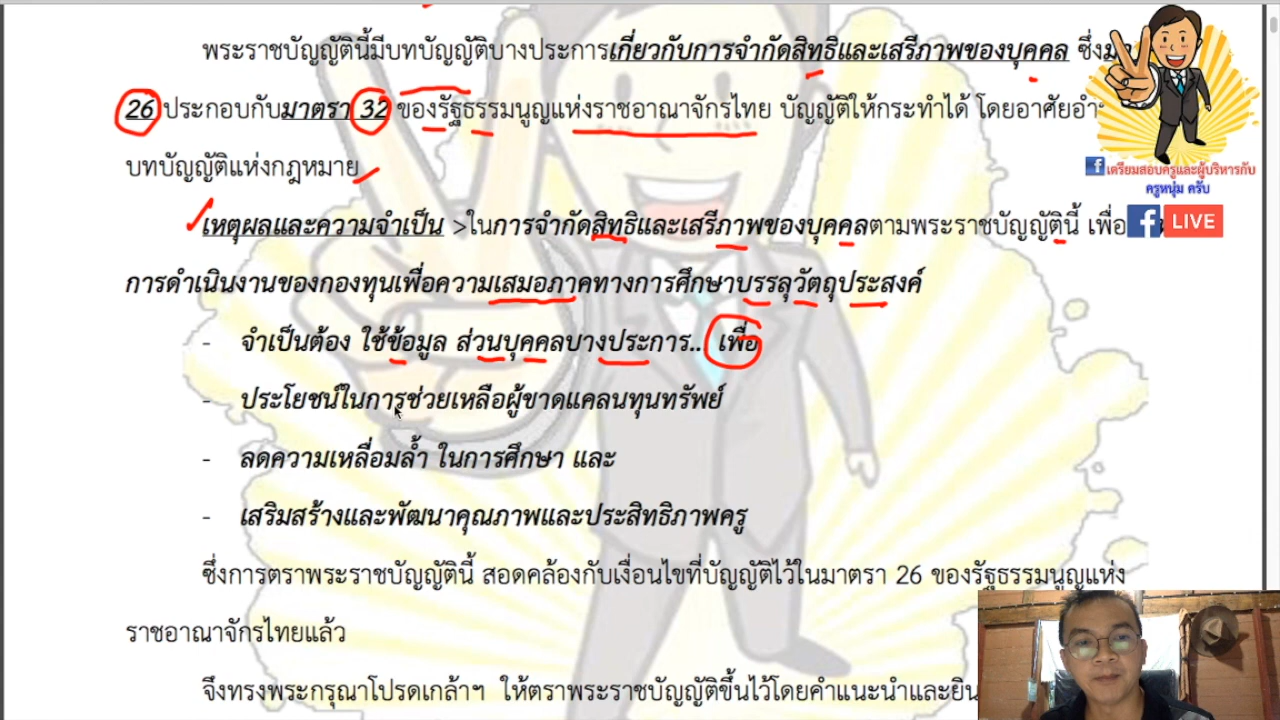 พระราชบัญญัตินี้มีบทบัญญัติบางประการเกี่ยวกับการจำกัดสิทธิและเสรีภาพของบุคคล ซึ่ง
26 ประกอบกับมาตรา 32 ของรัฐธรรมนูญแห่งราชอาณาจักรไทย บัญญัติให้กระทำได้ โดยอาศัย
บทบัญญัติแห่งกฎหมาย
เหตุผลและความจำเป็น >ในการจำกัดสิทธิและเสรีภาพของบุคคลตามพระราชบัญญัตินี้ เพื่อ
การดำเนินงานของกองทุนเพื่อความเสมอภาคทางการศึกษาบรรลุวัตถุประสงค์
- จำเป็นต้อง ใช้ข้อมูล ส่วนบุคคลบางประการ.. เพื่อ
- ประโยชน์ในการช่วยเหลือผู้ขาดแคลนทุนทรัพย์
- ลดความเหลื่อมล้ำ ในการศึกษา และ
- เสริมสร้างและพัฒนาคุณภาพและประสิทธิภาพครู
ซึ่งการตราพระราชบัญญัตินี้ สอดคล้องกับเงื่อนไขที่บัญญัติไว้ในมาตรา 26 ของรัฐธรรมนูญแห่ง
ราชอาณาจักรไทยแล้ว
จึงทรงพระกรุณาโปรดเกล้าฯ ให้ตราพระราชบัญญัติขึ้นไว้โดยคำแนะนำและ
f เตรียมสอบครูและผู้บริหารกับ
ครูหนุ่ม ครับ
f LIVE